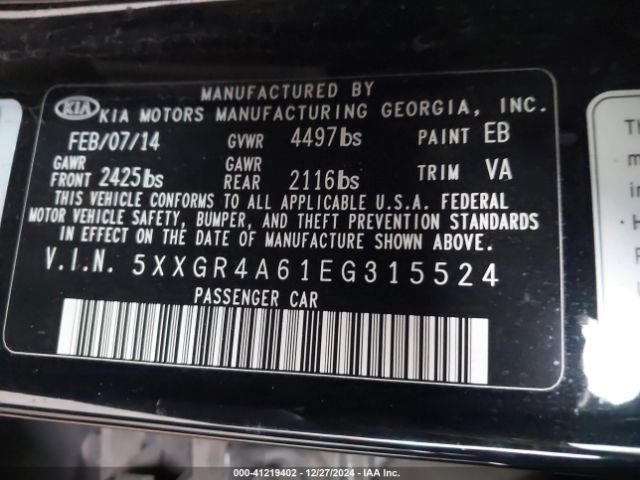 MANUFACTURED BY
KIA KIA MOTORS MANUFACTURING GEORGIA, INC.
FEB/07/14 GVWR 4497lbs PAINT EB
GAWR FRONT 2425lbs GAWR REAR 2116lbs TRIM VA
THIS VEHICLE CONFORMS TO ALL APPLICABLE U.S.A. FEDERAL
MOTOR VEHICLE SAFETY, BUMPER, AND THEFT PREVENTION STANDARDS
IN EFFECT ON THE DATE OF MANUFACTURE SHOWN ABOVE.
V.I.N. 5XXGR4A61EG315524
PASSENGER CAR
000-41219402 - 12/27/2024 - IAA Inc.